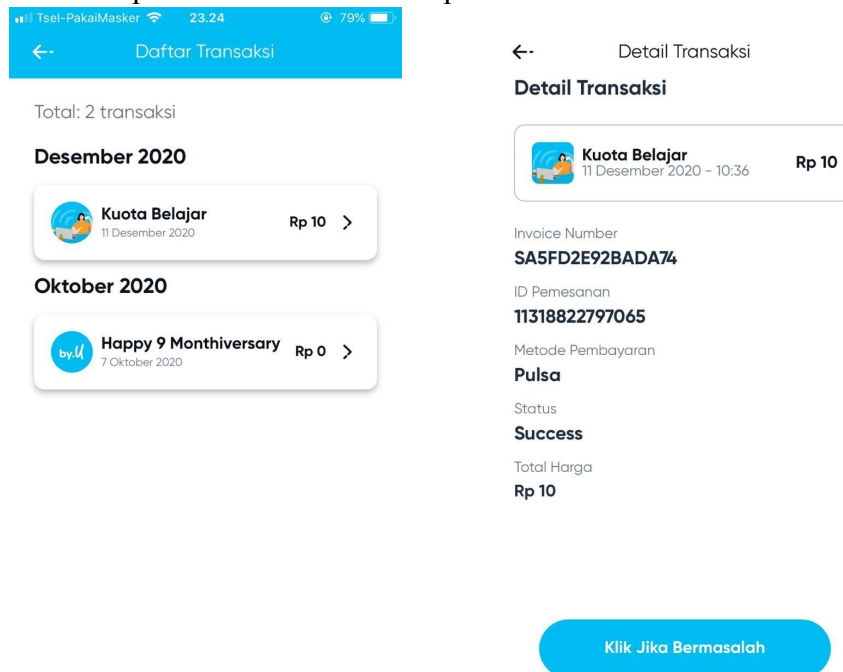 Tsel-PakaiMasker 23.24 79%
Daftar Transaksi
Total: 2 transaksi
Desember 2020
Kuota Belajar
11 Desember 2020
Rp 10
Oktober 2020
by.U
Happy 9 Monthiversary
7 Oktober 2020
Rp 0
Detail Transaksi
Detail Transaksi
Kuota Belajar
11 Desember 2020 - 10:36
Rp 10
Invoice Number
SA5FD2E92BADA74
ID Pemesanan
11318822797065
Metode Pembayaran
Pulsa
Status
Success
Total Harga
Rp 10
Klik Jika Bermasalah